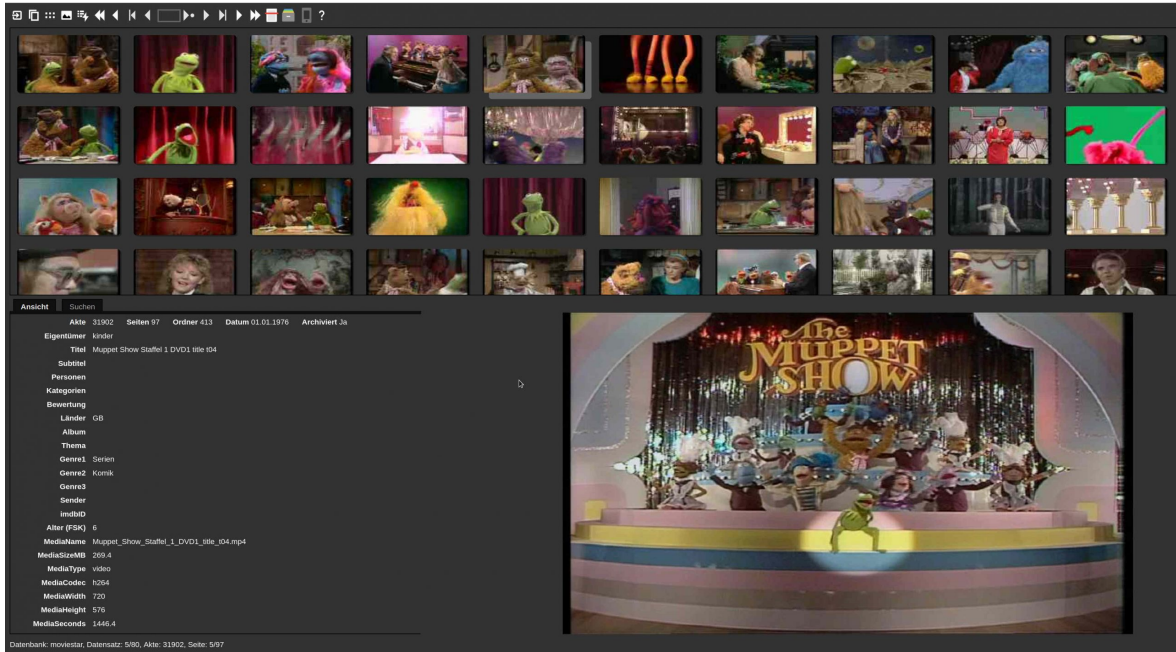 ?
Ansicht Suchen
Akte 31902 Seiten 97 Ordner 413 Datum 01.01.1976 Archiviert Ja
Eigentümer kinder
Titel Muppet Show Staffel 1 DVD1 title t04
Subtitel
Personen
Kategorien
Bewertung
Länder GB
Album
Thema
Genre1 Serien
Genre2 Komik
Genre3
Sender
imdbID
Alter (FSK) 6
MediaName Muppet_Show_Staffel_1_DVD1_title_t04.mp4
MediaSizeMB 269.4
MediaType video
MediaCodec h264
MediaWidth 720
MediaHeight 576
MediaSeconds 1446.4
The
MUPPET
SHOW
Datenbank: moviestar, Datensatz: 5/80, Akte: 31902, Seite: 5/97